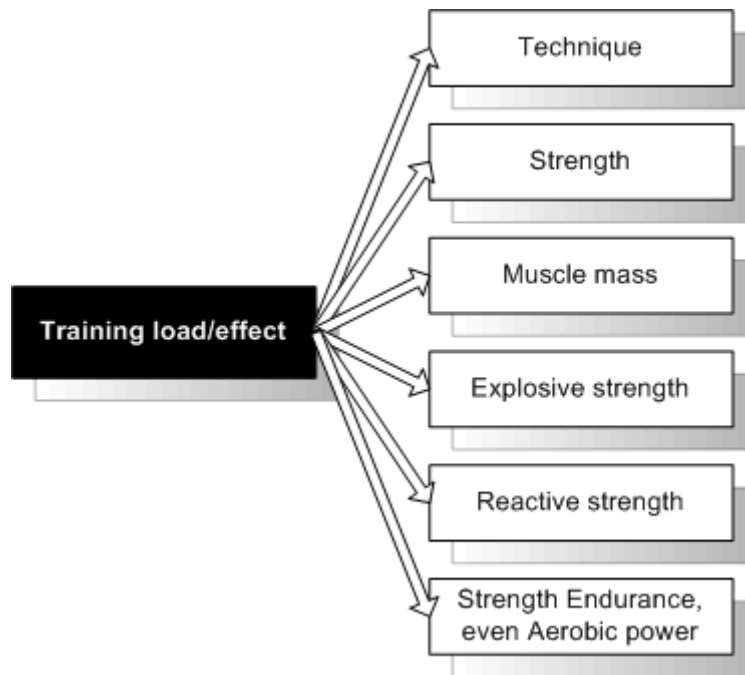 Technique
Strength
Muscle mass
Training load/effect
Explosive strength
Reactive strength
Strength Endurance,
even Aerobic power